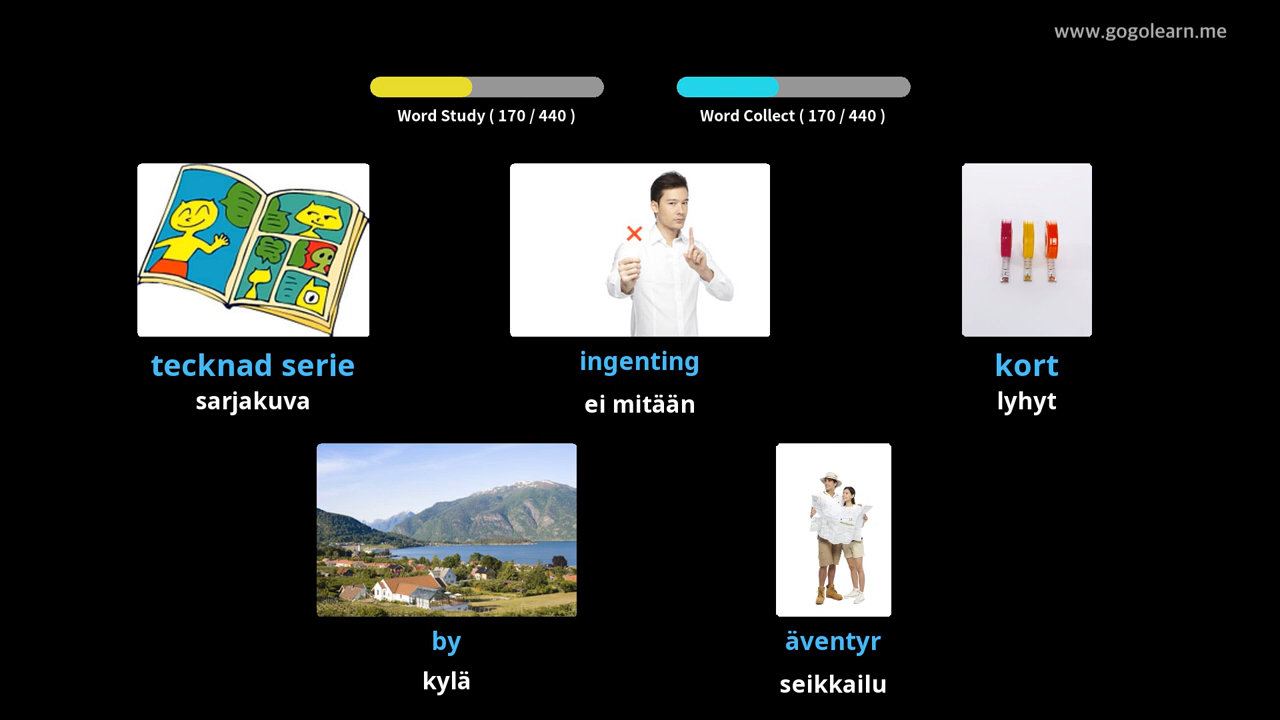 www.gogolearn.me
Word Study ( 170 / 440 )
Word Collect ( 170 / 440 )
tecknad serie
sarjakuva
ingenting
ei mitään
kort
lyhyt
by
kylä
äventyr
seikkailu